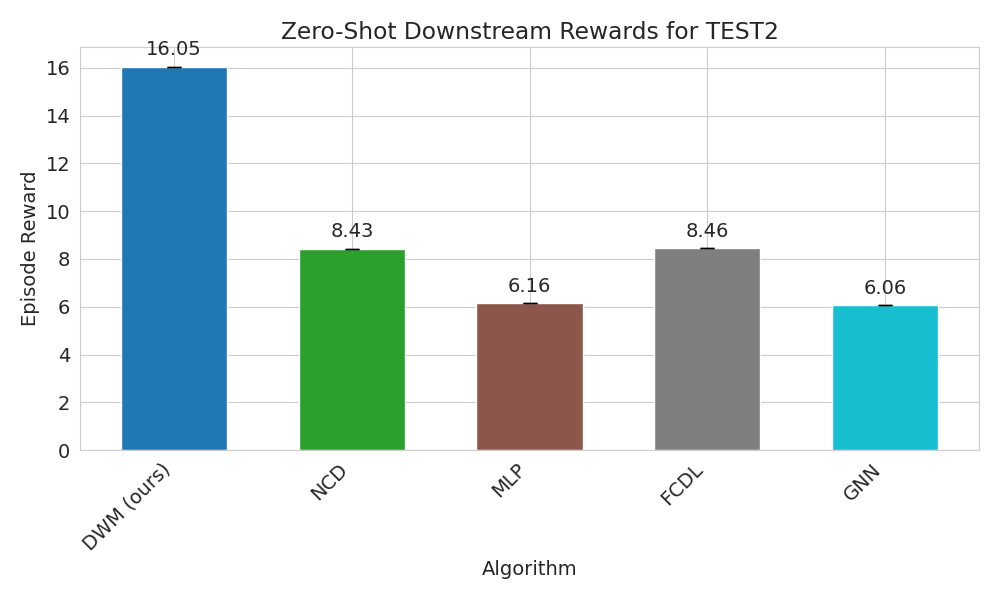 Zero-Shot Downstream Rewards for TEST2
16.05
8.43
6.16
8.46
6.06
16
14
12
10
8
6
4
2
0
Episode Reward
DWM (ours)
NCD
MLP
FCDL
GNN
Algorithm